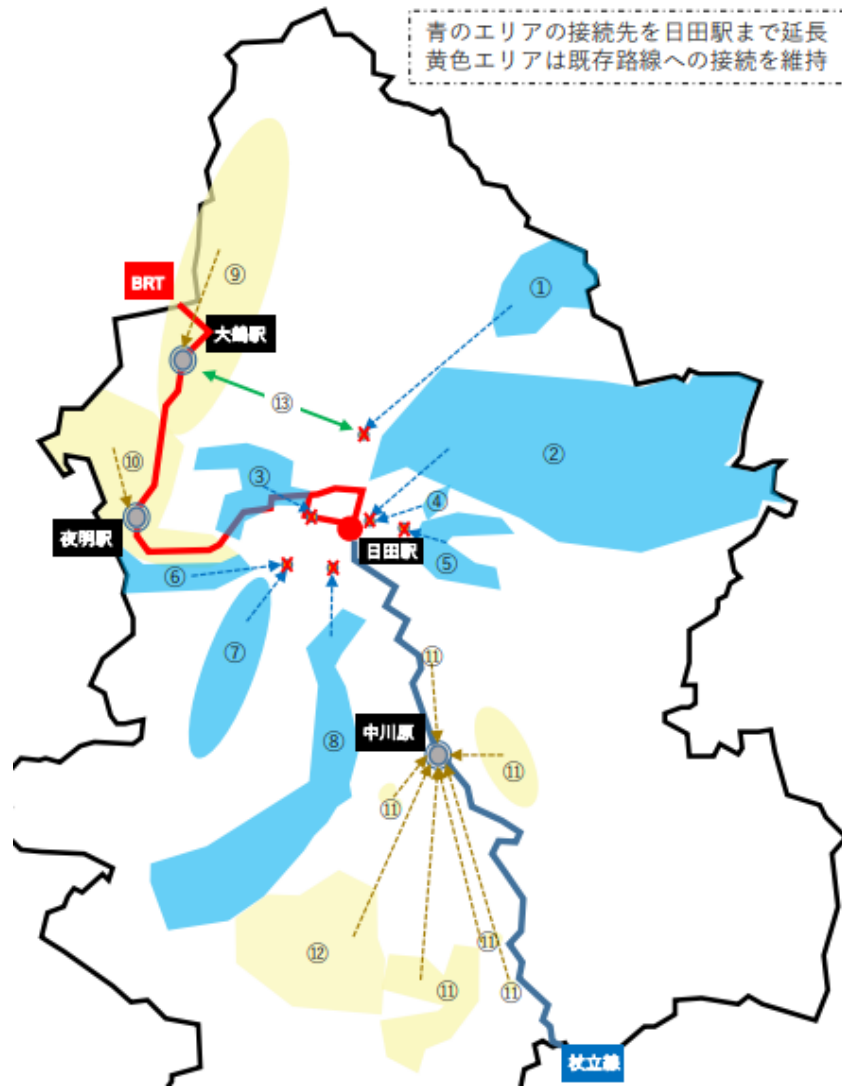 青のエリアの接続先を日田駅まで延長
黄色エリアは既存路線への接続を維持
①
⑨
BRT
大鶴駅
⑬
②
⑩
③
④
夜明駅
日田駅
⑤
⑥
⑦
⑪
中川原
⑧
⑪
⑪
⑪
⑫
⑪
⑪
杖立線